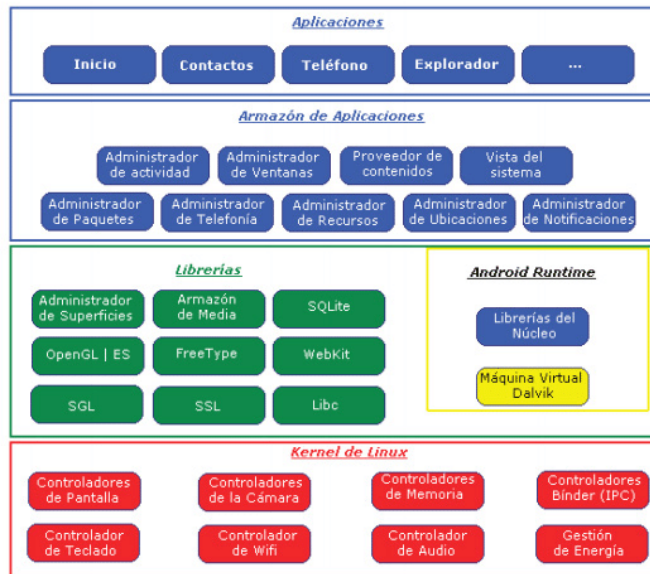 Aplicaciones
Inicio
Contactos
Teléfono
Explorador
...
Armazón de Aplicaciones
Administrador
de actividad
Administrador
de Ventanas
Proveedor de
contenidos
Vista del
sistema
Administrador
de Paquetes
Administrador
de Telefonía
Administrador
de Recursos
Administrador
de Ubicaciones
Administrador
de Notificaciones
Librerías
Administrador
de Superficies
Armazón
de Media
SQLite
OpenGL | ES
FreeType
WebKit
SGL
SSL
Libc
Android Runtime
Librerías del
Núcleo
Máquina Virtual
Dalvik
Kernel de Linux
Controladores
de Pantalla
Controladores
de la Cámara
Controladores
de Memoria
Controladores
Bínder (IPC)
Controlador
de Teclado
Controlador
de Wifi
Controlador
de Audio
Gestión
de Energía